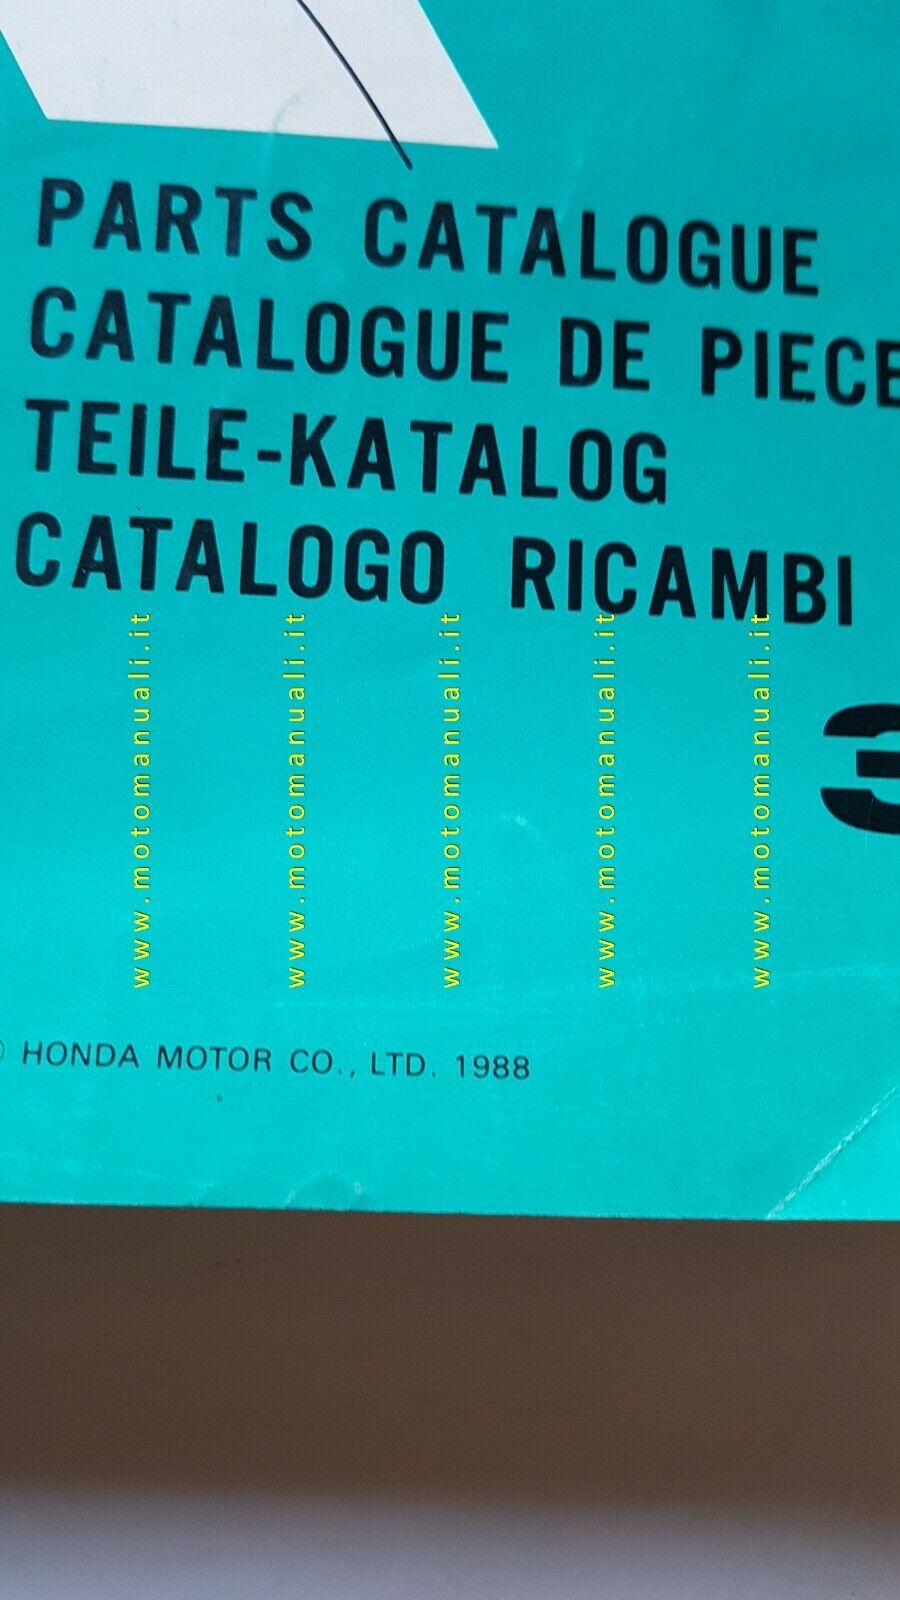 PARTS CATALOGUE
CATALOGUE DE PIECE
TEILE-KATALOG
CATALOGO RICAMBI
3
www.motomanuali.it
www.motomanuali.it
www.motomanuali.it
www.motomanuali.it
www.motomanuali.it
HONDA MOTOR CO., LTD. 1988